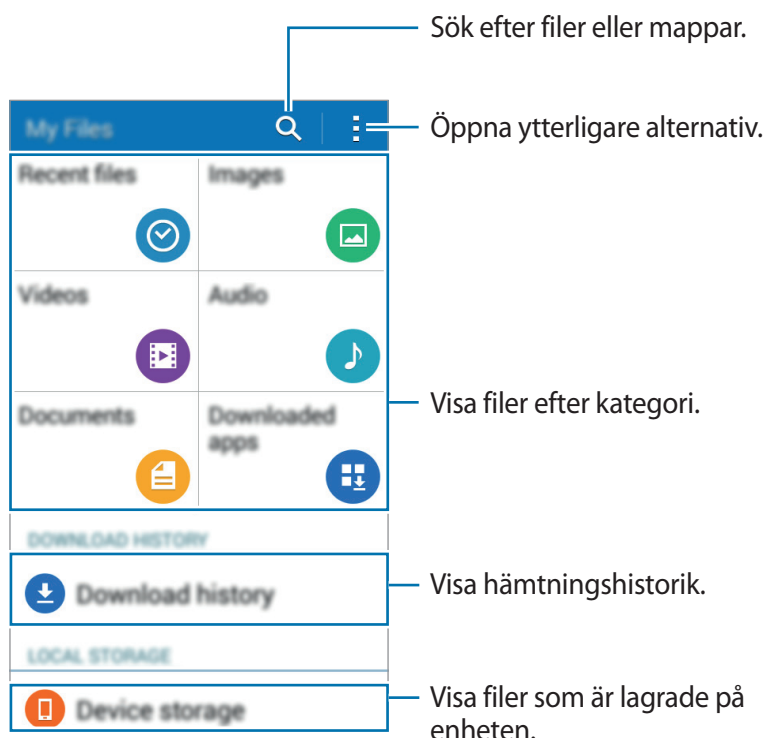 Sök efter filer eller mappar.
My Files
Öppna ytterligare alternativ.
Recent files
Images
Videos
Audio
Visa filer efter kategori.
Documents
Downloaded
apps
DOWNLOAD HISTORY
Download history
Visa hämtningshistorik.
LOCAL STORAGE
Device storage
Visa filer som är lagrade på
enheten.